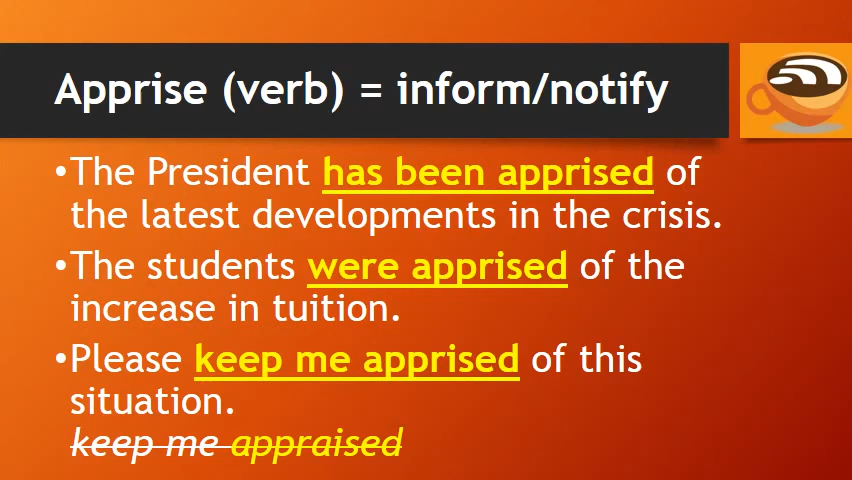 Apprise (verb) = inform/notify
•The President has been apprised of
the latest developments in the crisis.
•The students were apprised of the
increase in tuition.
•Please keep me apprised of this
situation.
keep me appraised